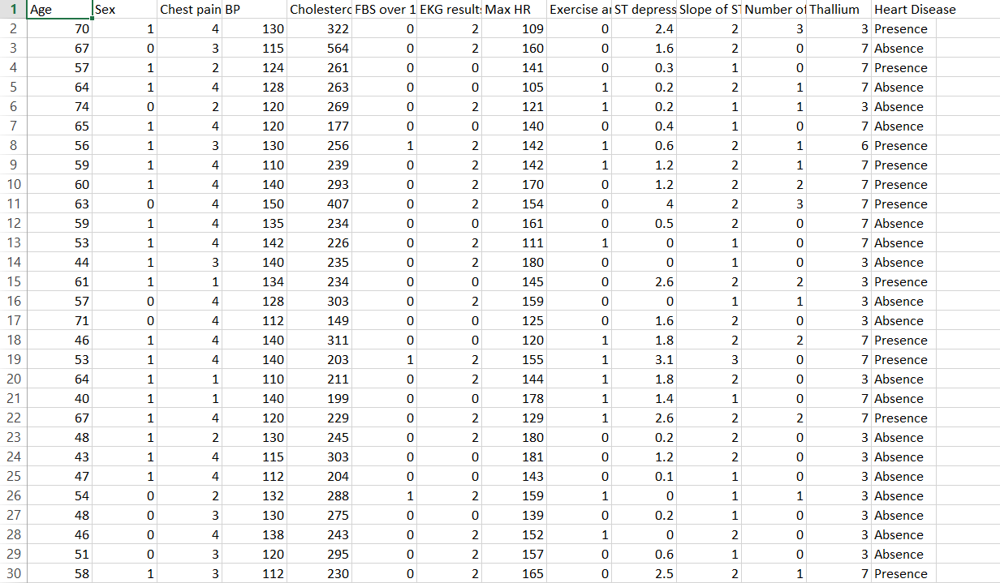 1 Age Sex Chest pain BP Cholesterc FBS over 1 EKG results Max HR Exercise ar ST depress Slope of ST Number of Thallium Heart Disease
2 70 1 4 130 322 0 2 109 0 2.4 2 3 3 Presence
3 67 0 3 115 564 0 2 160 0 1.6 2 0 7 Absence
4 57 1 2 124 261 0 0 141 0 0.3 1 0 7 Presence
5 64 1 4 128 263 0 0 105 1 0.2 2 1 7 Absence
6 74 0 2 120 269 0 2 121 1 0.2 1 1 3 Absence
7 65 1 4 120 177 0 0 140 0 0.4 1 0 7 Absence
8 56 1 3 130 256 1 2 142 1 0.6 2 1 6 Presence
9 59 1 4 110 239 0 2 142 1 1.2 2 1 7 Presence
10 60 1 4 140 293 0 2 170 0 1.2 2 2 7 Presence
11 63 0 4 150 407 0 2 154 0 4 2 3 7 Presence
12 59 1 4 135 234 0 0 161 0 0.5 2 0 7 Absence
13 53 1 4 142 226 0 2 111 1 0 1 0 7 Absence
14 44 1 3 140 235 0 2 180 0 0 1 0 3 Absence
15 61 1 1 134 234 0 0 145 0 2.6 2 2 3 Presence
16 57 0 4 128 303 0 2 159 0 0 1 1 3 Absence
17 71 0 4 112 149 0 0 125 0 1.6 2 0 3 Absence
18 46 1 4 140 311 0 0 120 1 1.8 2 2 7 Presence
19 53 1 4 140 203 1 2 155 1 3.1 3 0 7 Presence
20 64 1 1 110 211 0 2 144 1 1.8 2 0 3 Absence
21 40 1 1 140 199 0 0 178 1 1.4 1 0 7 Absence
22 67 1 4 120 229 0 2 129 1 2.6 2 2 7 Presence
23 48 1 2 130 245 0 2 180 0 0.2 2 0 3 Absence
24 43 1 4 115 303 0 0 181 0 1.2 2 0 3 Absence
25 47 1 4 112 204 0 0 143 0 0.1 1 0 3 Absence
26 54 0 2 132 288 1 2 159 1 0 1 1 3 Absence
27 48 0 3 130 275 0 0 139 0 0.2 1 0 3 Absence
28 46 0 4 138 243 0 2 152 1 0 2 0 3 Absence
29 51 0 3 120 295 0 2 157 0 0.6 1 0 3 Absence
30 58 1 3 112 230 0 2 165 0 2.5 2 1 7 Presence